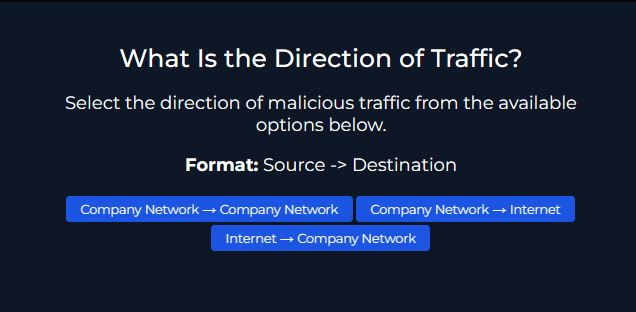 What Is the Direction of Traffic?
Select the direction of malicious traffic from the available
options below.
Format: Source -> Destination
Company Network → Company Network
Company Network → Internet
Internet → Company Network